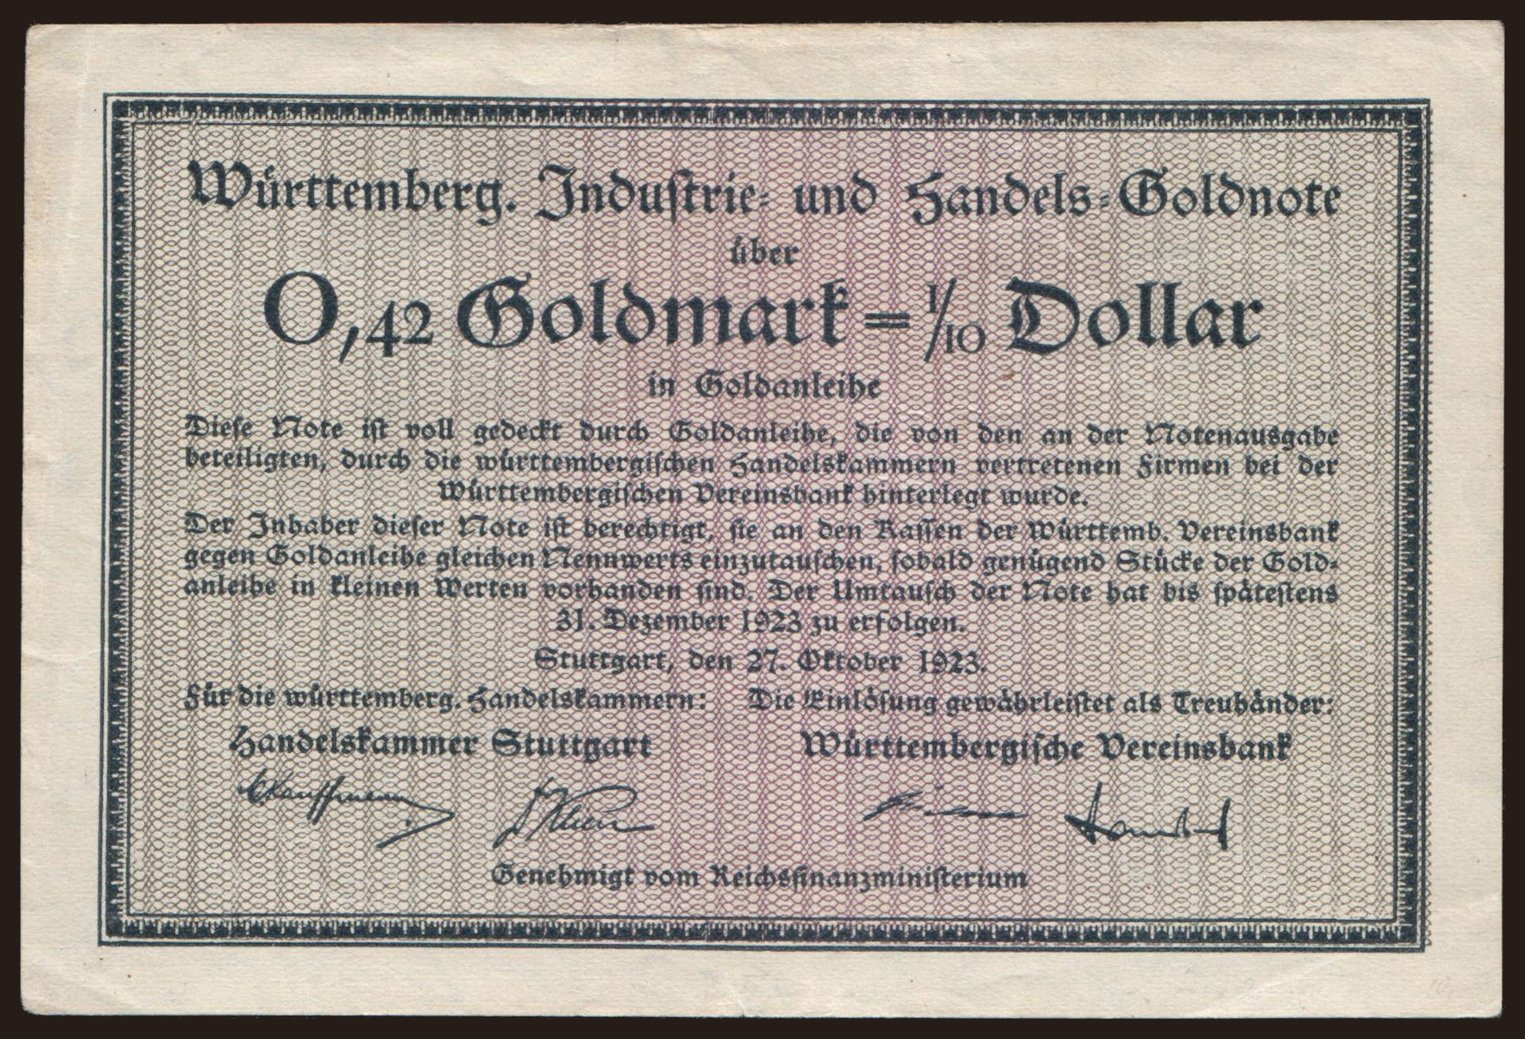 Württemberg. Industrie- und Handels-Goldnote
über
0,42 Goldmark = 1/10 Dollar
in Goldanleihe
Diese Note ist voll gedeckt durch Goldanleihe, die von den an der Notenausgabe
beteiligten, durch die württembergischen Handelskammern vertretenen Firmen bei der
Württembergischen Vereinsbank hinterlegt wurde.
Der Inhaber dieser Note ist berechtigt, sie an den Kassen der Württemb. Vereinsbank
gegen Goldanleihe gleichen Nennwerts einzutauschen, sobald genügend Stücke der Gold-
anleihe in kleinen Werten vorhanden sind. Der Umtausch der Note hat bis spätestens
31. Dezember 1923 zu erfolgen.
Stuttgart, den 27. Oktober 1923.
Für die württemberg. Handelskammern: Die Einlösung gewährleistet als Treuhänder:
Handelskammer Stuttgart Württembergische Vereinsbank
Genehmigt vom Reichsfinanzministerium